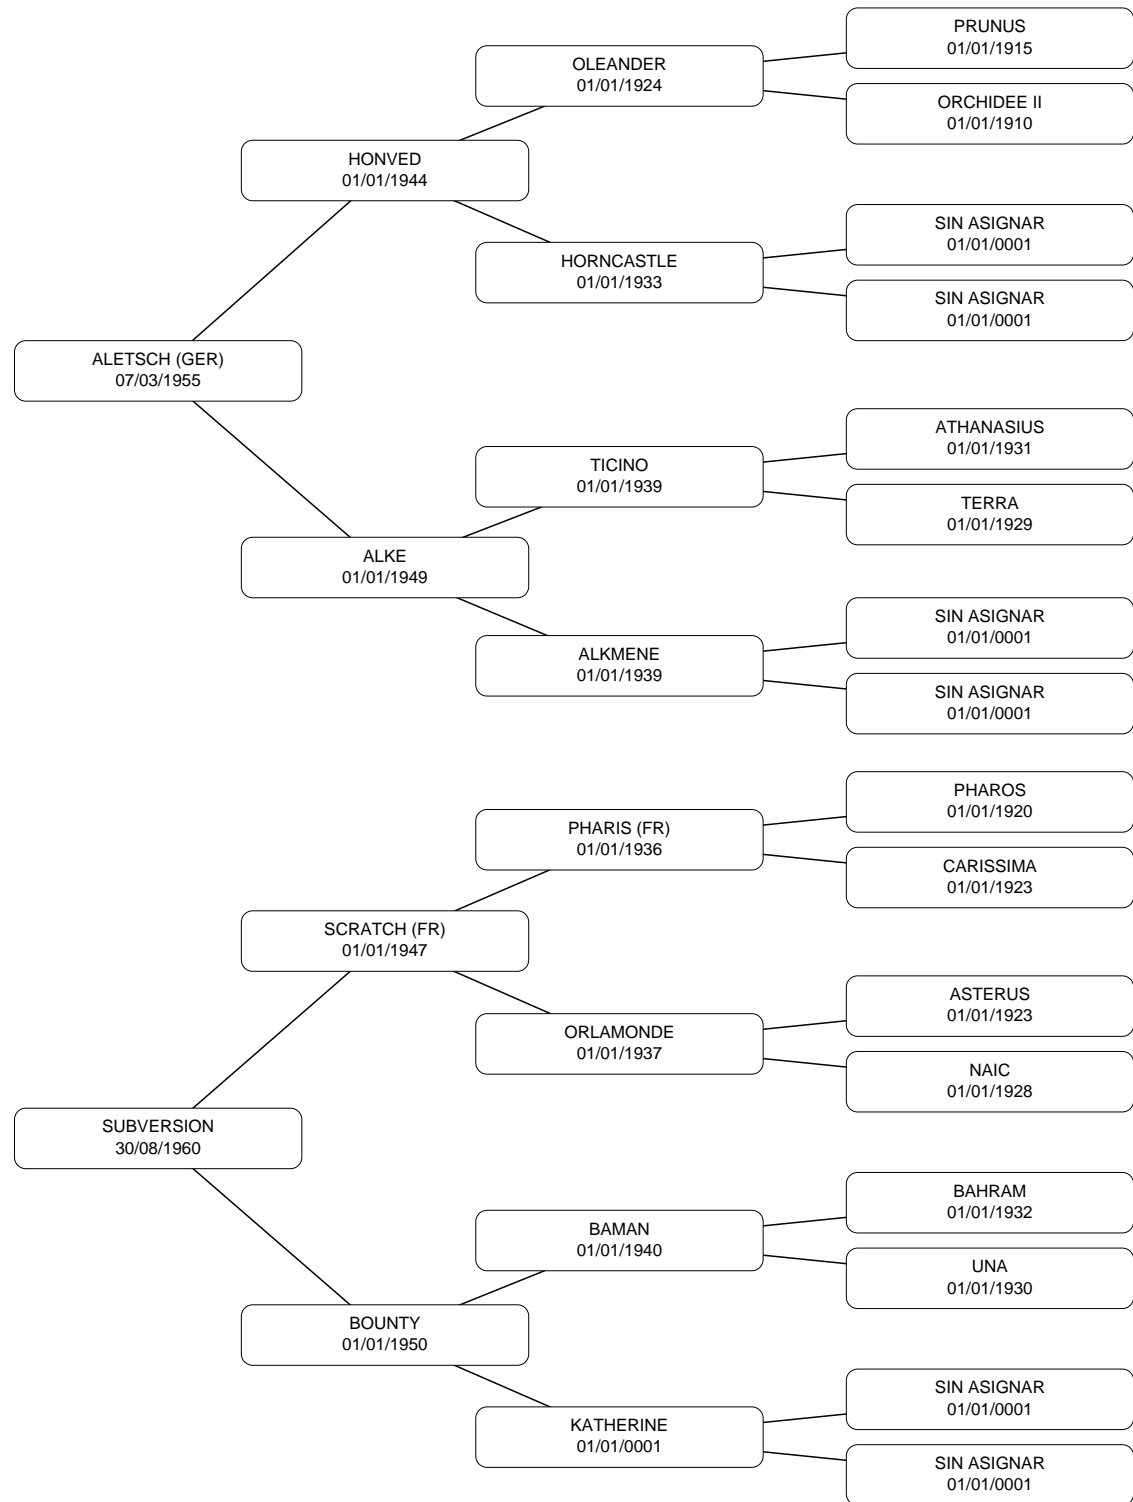 PRUNUS
01/01/1915
OLEANDER
01/01/1924
ORCHIDEE II
01/01/1910
HONVED
01/01/1944
SIN ASIGNAR
01/01/0001
HORNCASTLE
01/01/1933
SIN ASIGNAR
01/01/0001
ALETSCH (GER)
07/03/1955
ATHANASIUS
01/01/1931
TICINO
01/01/1939
TERRA
01/01/1929
ALKE
01/01/1949
SIN ASIGNAR
01/01/0001
ALKMENE
01/01/1939
SIN ASIGNAR
01/01/0001
PHAROS
01/01/1920
PHARIS (FR)
01/01/1936
CARISSIMA
01/01/1923
SCRATCH (FR)
01/01/1947
ASTERUS
01/01/1923
ORLAMONDE
01/01/1937
NAIC
01/01/1928
SUBVERSION
30/08/1960
BAHRAM
01/01/1932
BAMAN
01/01/1940
UNA
01/01/1930
BOUNTY
01/01/1950
SIN ASIGNAR
01/01/0001
KATHERINE
01/01/0001
SIN ASIGNAR
01/01/0001